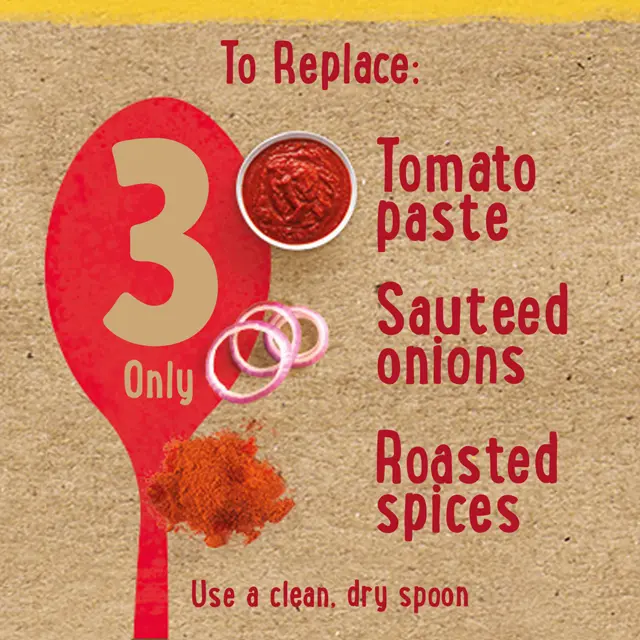 To Replace:
3
Only
Tomato
paste
Sauteed
onions
Roasted
spices
Use a clean, dry spoon